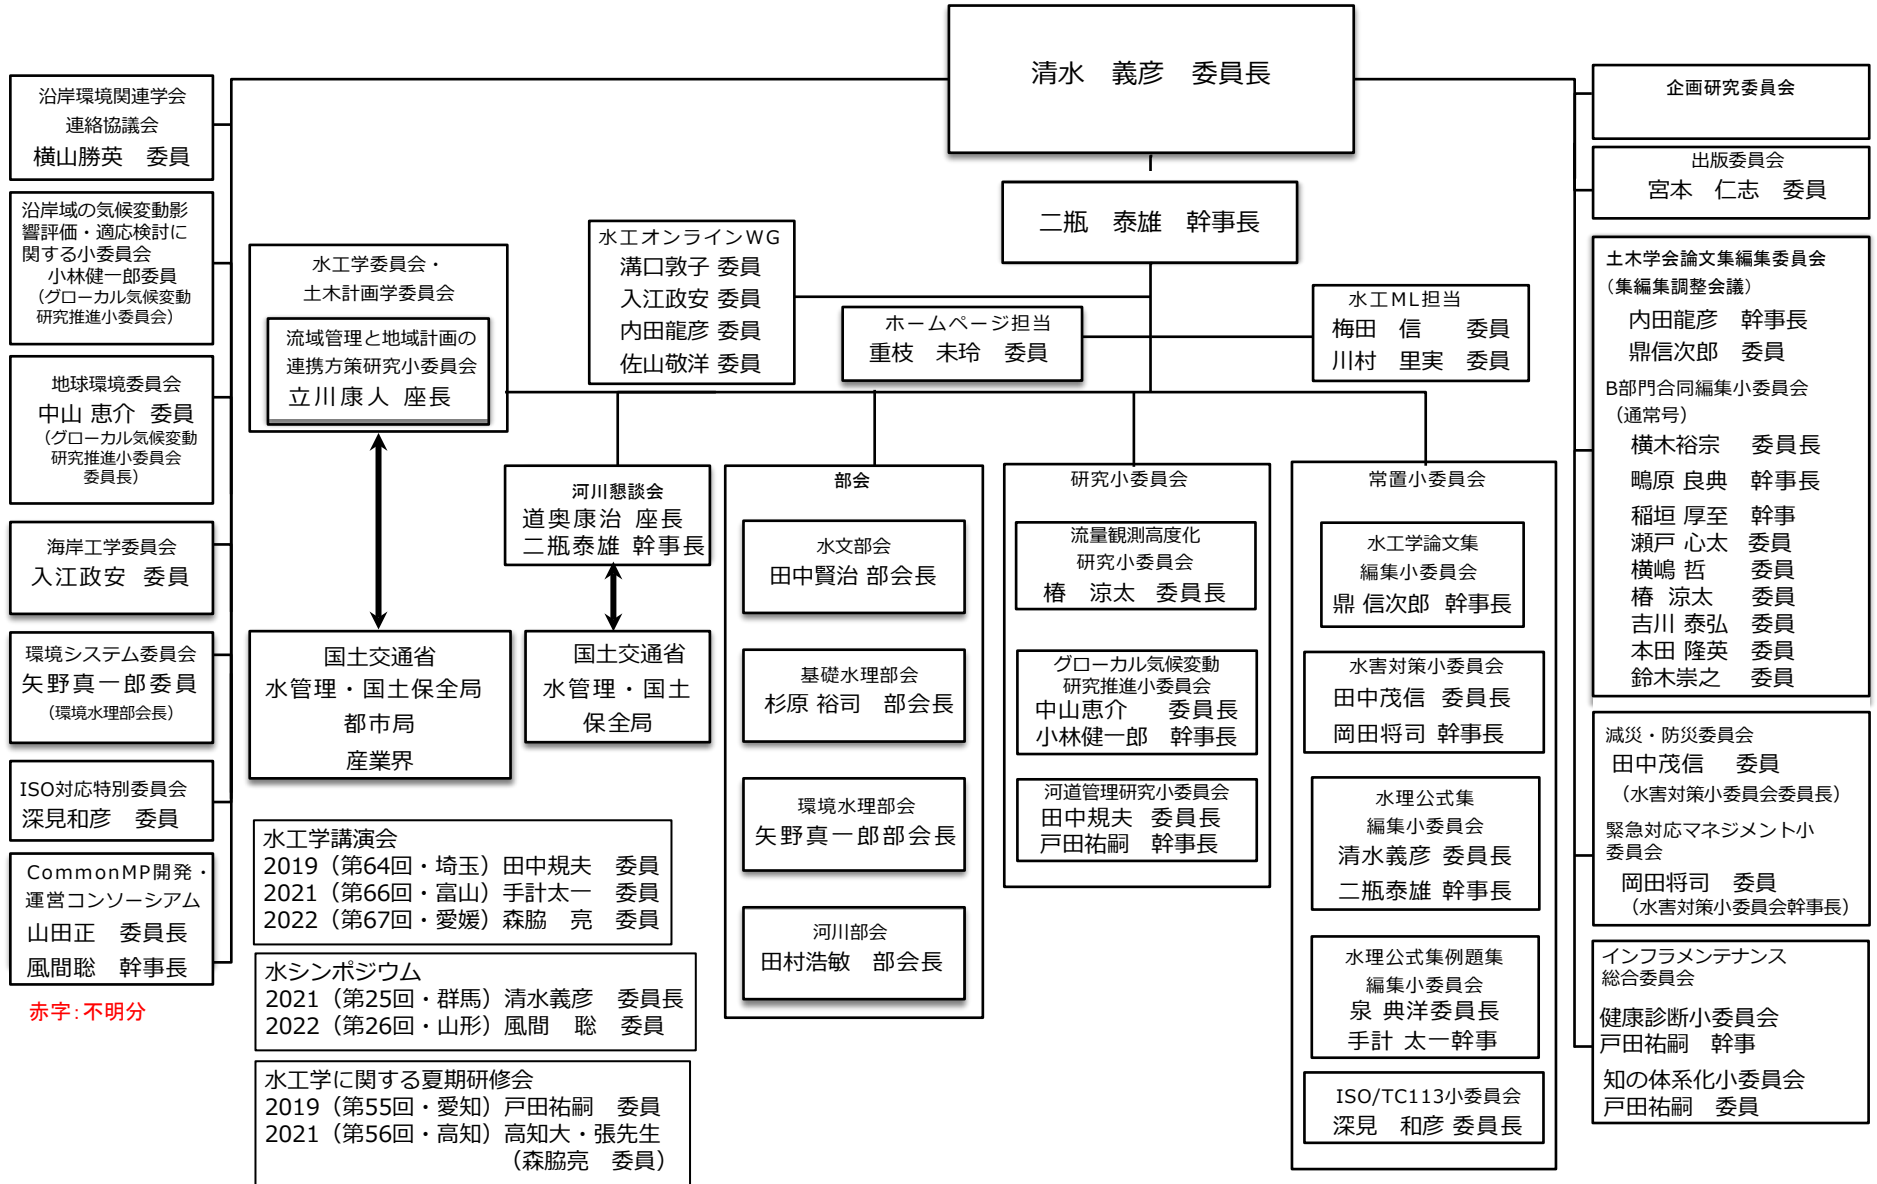 清水 義彦 委員長
二瓶 泰雄 幹事長
沿岸環境関連学会
連絡協議会
横山勝英 委員
沿岸域の気候変動影
響評価・適応検討に
関する小委員会
小林健一郎委員
(グローカル気候変動
研究推進小委員会)
地球環境委員会
中山 恵介 委員
(グローカル気候変動
研究推進小委員会
委員長)
海岸工学委員会
入江政安 委員
環境システム委員会
矢野真一郎委員
(環境水理部会長)
ISO対応特別委員会
深見和彦 委員
CommonMP開発・
運営コンソーシアム
山田正 委員長
風間聡 幹事長
赤字：不明分
水工学委員会・
土木計画学委員会
流域管理と地域計画の
連携方策研究小委員会
立川康人 座長
国土交通省
水管理・国土保全局
都市局
産業界
水工オンラインWG
溝口敦子 委員
入江政安 委員
内田龍彦 委員
佐山敬洋 委員
ホームページ担当
重枝 未玲 委員
水工ML担当
梅田 信 委員
川村 里実 委員
河川懇談会
道奥康治 座長
二瓶泰雄 幹事長
国土交通省
水管理・国土
保全局
部会
水文部会
田中賢治 部会長
基礎水理部会
杉原 裕司 部会長
環境水理部会
矢野真一郎部会長
河川部会
田村浩敏 部会長
研究小委員会
流量観測高度化
研究小委員会
椿 涼太 委員長
グローカル気候変動
研究推進小委員会
中山恵介 委員長
小林健一郎 幹事長
河道管理研究小委員会
田中規夫 委員長
戸田祐嗣 幹事長
常置小委員会
水工学論文集
編集小委員会
鼎 信次郎 幹事長
水害対策小委員会
田中茂信 委員長
岡田将司 幹事長
水理公式集
編集小委員会
清水義彦 委員長
二瓶泰雄 幹事長
水理公式集例題集
編集小委員会
泉 典洋委員長
手計 太一幹事
ISO/TC113小委員会
深見 和彦 委員長
水工学講演会
2019（第64回・埼玉）田中規夫 委員
2021（第66回・富山）手計太一 委員
2022（第67回・愛媛）森脇 亮 委員
水シンポジウム
2021（第25回・群馬）清水義彦 委員長
2022（第26回・山形）風間 聡 委員
水工学に関する夏期研修会
2019（第55回・愛知）戸田祐嗣 委員
2021（第56回・高知）高知大・張先生
（森脇亮 委員）
企画研究委員会
出版委員会
宮本 仁志 委員
土木学会論文集編集委員会
（集編集調整会議）
内田龍彦 幹事長
鼎信次郎 委員
B部門合同編集小委員会
（通常号）
横木裕宗 委員長
鴫原 良典 幹事長
稲垣 厚至 幹事
瀬戸 心太 委員
横嶋 哲 委員
椿 涼太 委員
吉川 泰弘 委員
本田 隆英 委員
鈴木崇之 委員
減災・防災委員会
田中茂信 委員
（水害対策小委員会委員長）
緊急対応マネジメント小
委員会
岡田将司 委員
（水害対策小委員会幹事長）
インフラメンテナンス
総合委員会
健康診断小委員会
戸田祐嗣 幹事
知の体系化小委員会
戸田祐嗣 委員